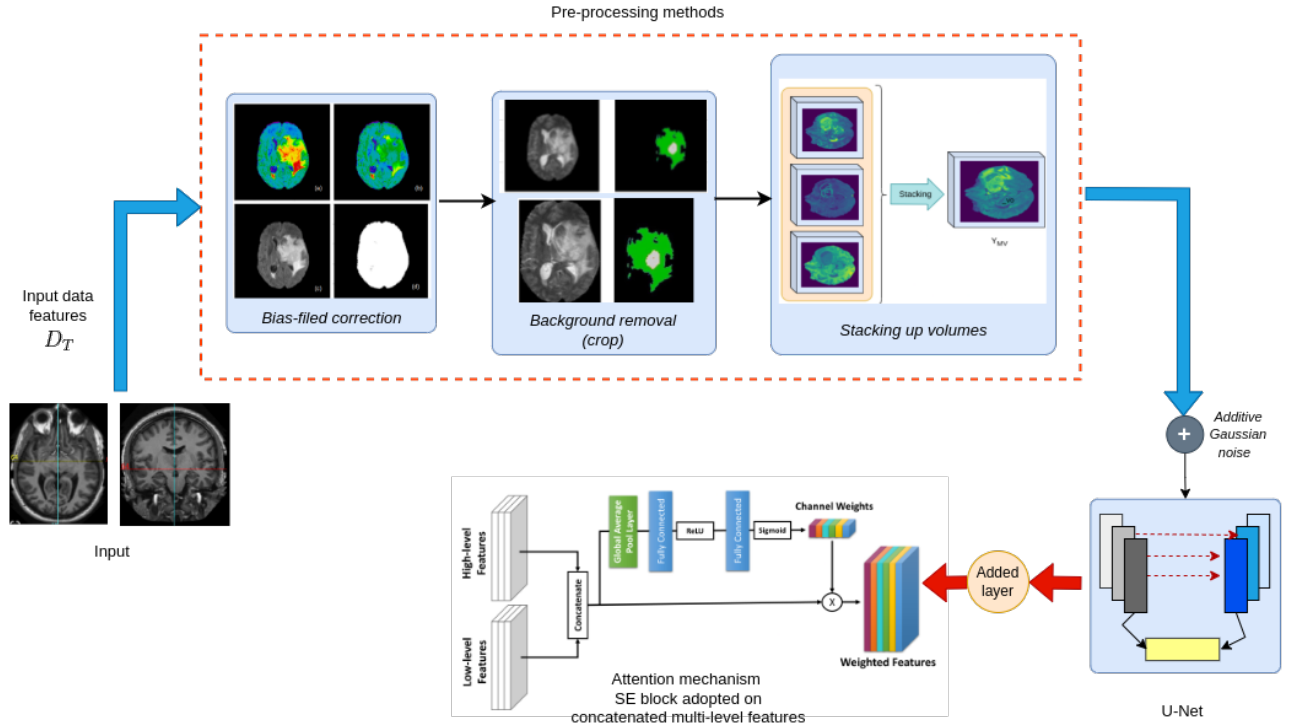 Pre-processing methods
(a)
(b)
(c)
(d)
Bias-filed correction
Background removal
(crop)
Stacking
Y_MV
Stacking up volumes
Input data
features
D_T
Input
+
Additive
Gaussian
noise
High-level
Features
Low-level
Features
Concatenate
Global Average
Pool Layer
Fully Connected
ReLU
Fully Connected
Sigmoid
Channel Weights
X
Weighted Features
Attention mechanism
SE block adopted on
concatenated multi-level features
Added
layer
U-Net